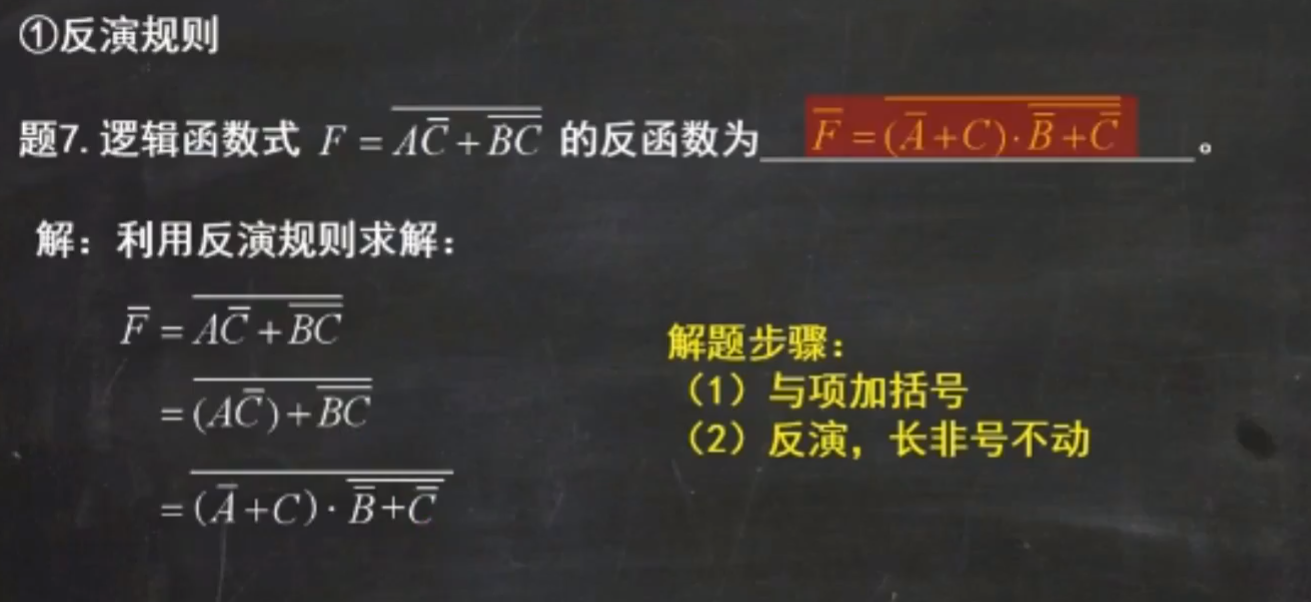 ①反演规则
题7. 逻辑函数式 $F = \overline{A\overline{C} + \overline{BC}}$ 的反函数为 $\overline{F} = \overline{(\overline{A}+C)\cdot\overline{\overline{B}+\overline{C}}}$ 。
解：利用反演规则求解：
$\overline{F} = \overline{A\overline{C} + \overline{BC}}$
解题步骤：
$= \overline{(A\overline{C}) + \overline{BC}}$
（1）与项加括号
（2）反演，长非号不动
$= \overline{(\overline{A}+C)\cdot\overline{\overline{B}+\overline{C}}}$